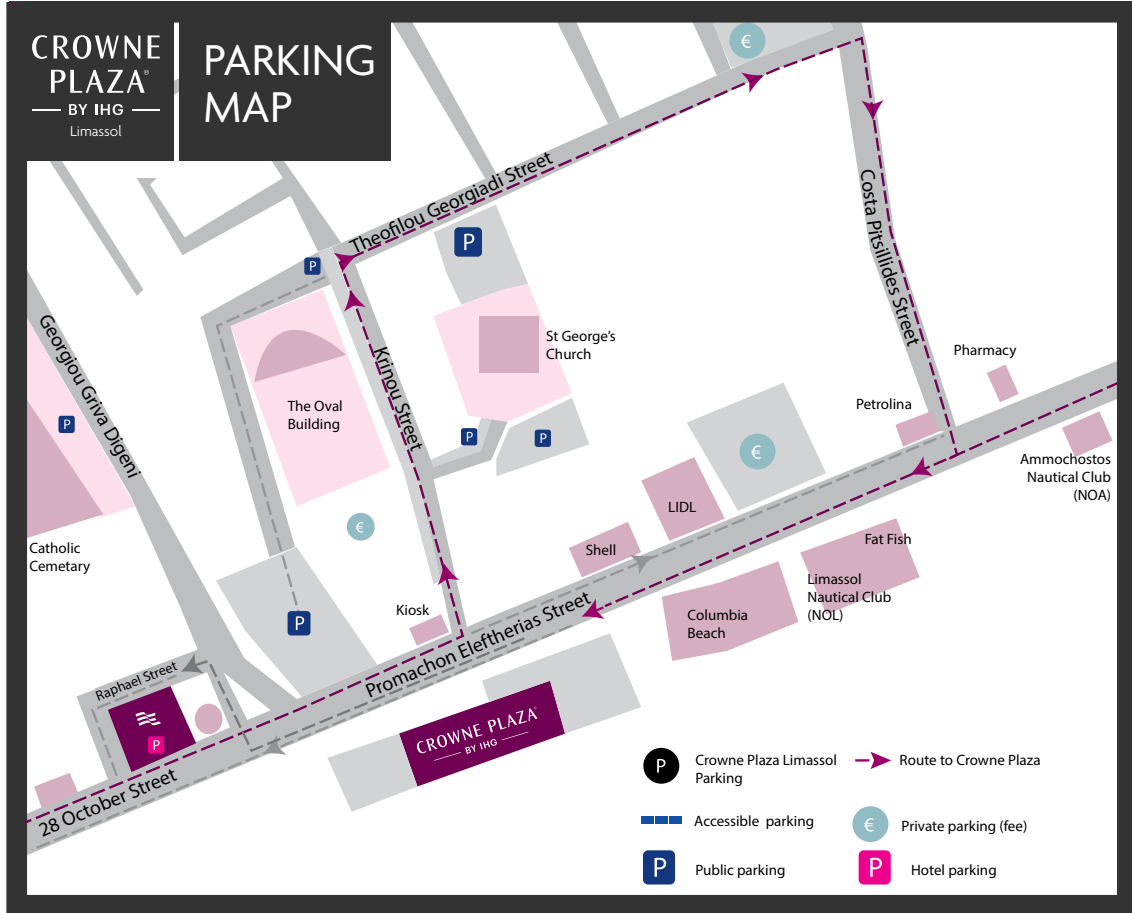 CROWNE
PLAZA®
BY IHG
Limassol
PARKING
MAP
€
Theofilou Georgiadi Street
Costa Pitsillides Street
P
P
Georgiou Griva Digeni
Krinou Street
St George's
Church
Pharmacy
The Oval
Building
Petrolina
P
P
P
€
Ammochostos
Nautical Club
(NOA)
LIDL
€
Fat Fish
Catholic
Cemetary
Shell
Limassol
Nautical Club
(NOL)
Kiosk
Columbia
Beach
P
Promachon Eleftherias Street
Raphael Street
P
CROWNE PLAZA®
BY IHG
28 October Street
P
Crowne Plaza Limassol
Parking
Route to Crowne Plaza
Accessible parking
€
Private parking (fee)
P
Public parking
P
Hotel parking